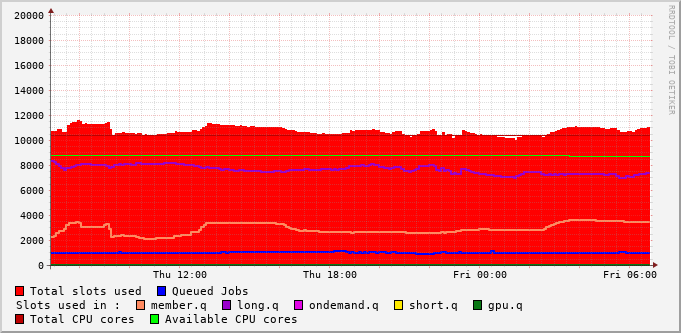 20000
18000
16000
14000
12000
10000
8000
6000
4000
2000
0
Thu 12:00 Thu 18:00 Fri 00:00 Fri 06:00
RRDTOOL / TOBI OETIKER
Total slots used Queued Jobs
Slots used in : member.q long.q ondemand.q short.q gpu.q
Total CPU cores Available CPU cores